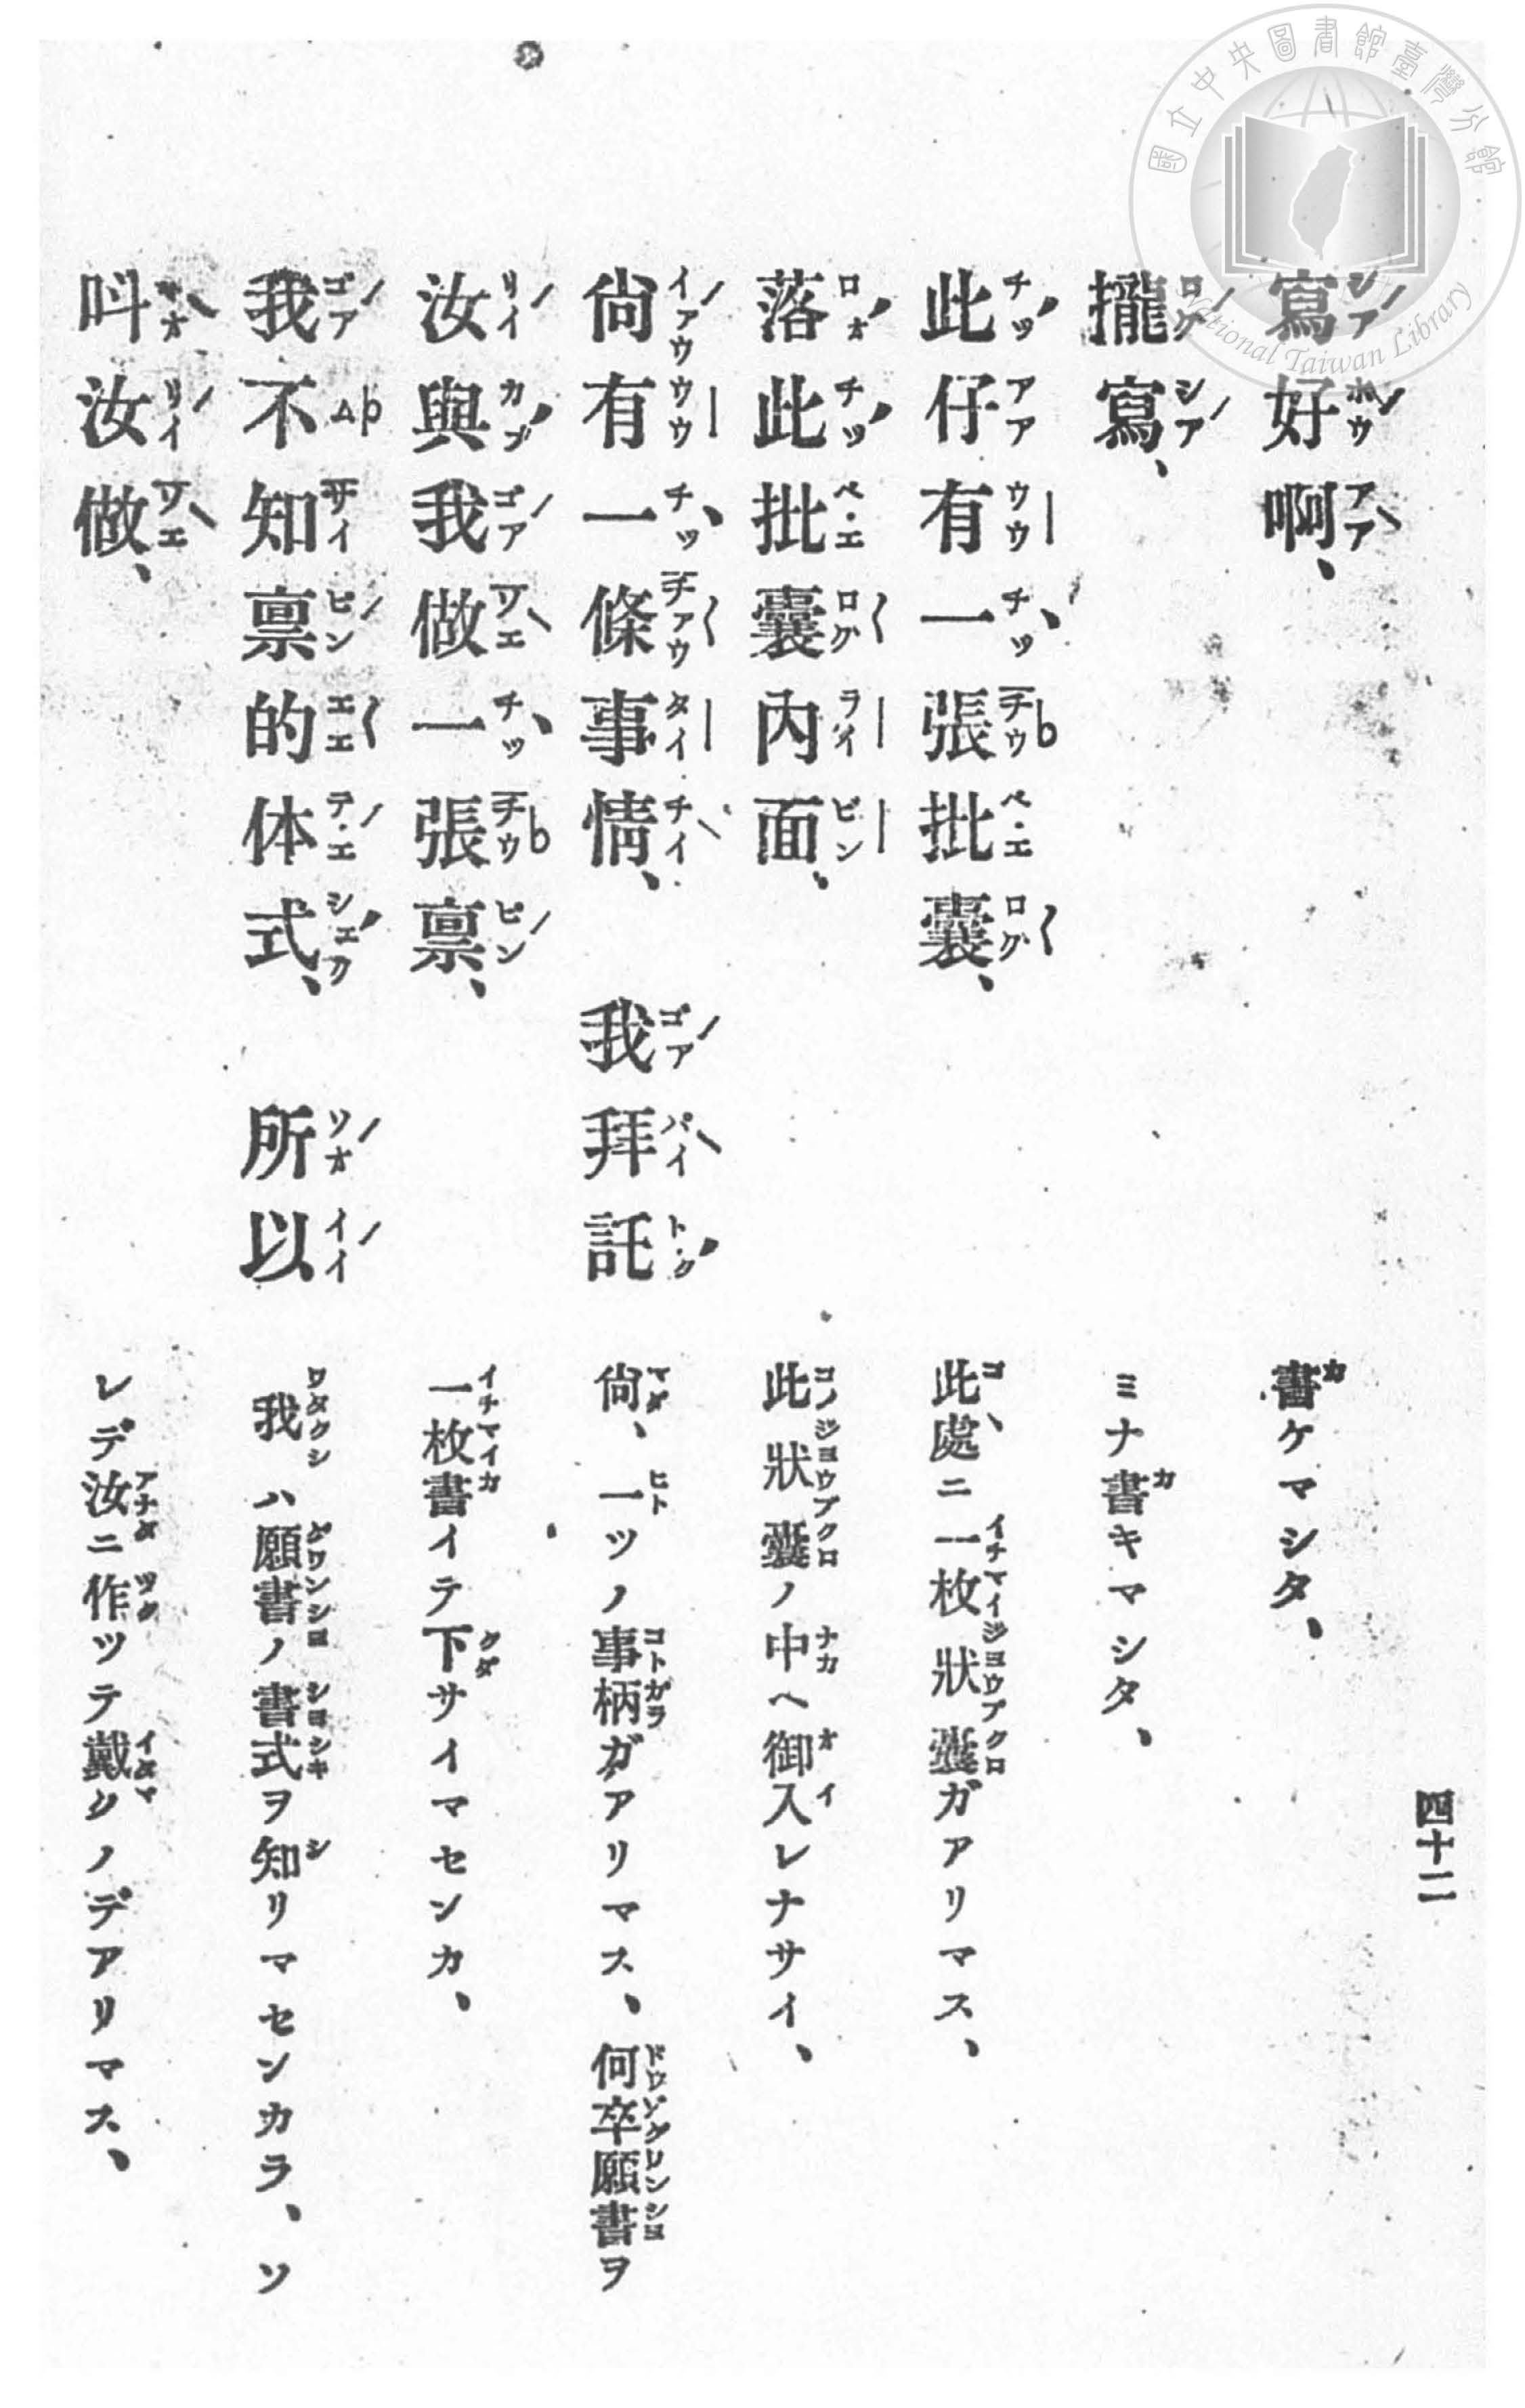 國立中央圖書館臺灣分館
National Taiwan Library
四十二
寫好啊、
書ケマシタ、
攏寫、
ミナ書キマシタ、
此仔有一張批囊、
此處ニ一枚狀囊ガアリマス、
落此批囊內面、
此狀囊ノ中ヘ御入レナサイ、
尙有一條事情、我拜託
尙、一ツノ事柄ガアリマス、何卒願書ヲ
汝與我做一張禀、
一枚書イテ下サイマセンカ、
我不知禀的体式、所以
我ハ願書ノ書式ヲ知リマセンカラ、ソ
呌汝做、
レデ汝ニ作ツテ戴クノデアリマス、